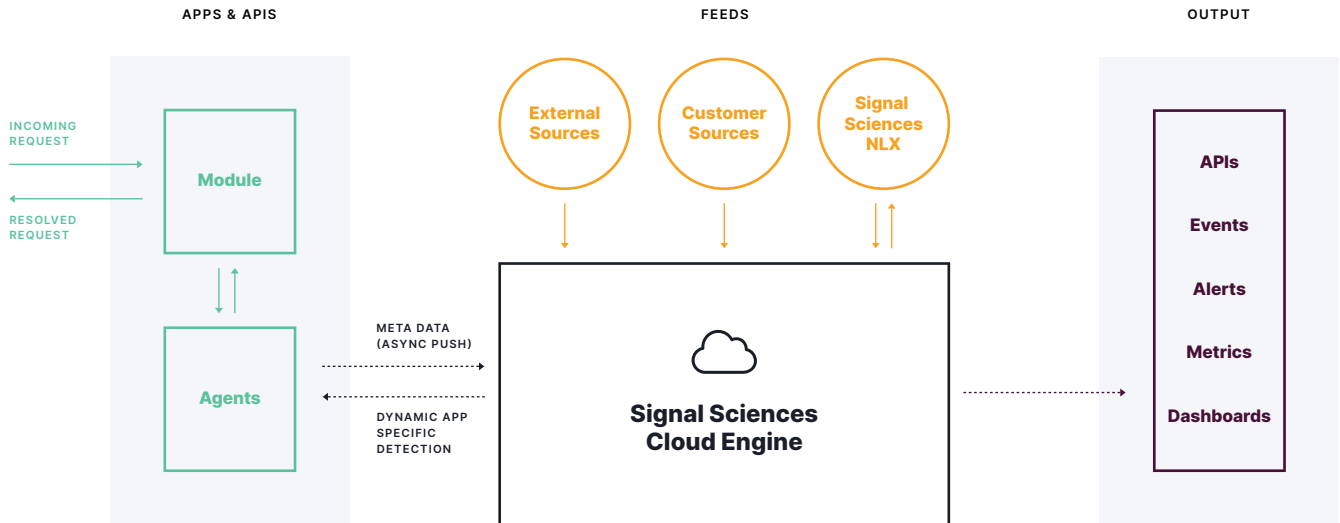 APPS & APIS
INCOMING
REQUEST
RESOLVED
REQUEST
Module
Agents
META DATA
(ASYNC PUSH)
DYNAMIC APP
SPECIFIC
DETECTION
FEEDS
External
Sources
Customer
Sources
Signal
Sciences
NLX
Signal Sciences
Cloud Engine
OUTPUT
APIs
Events
Alerts
Metrics
Dashboards